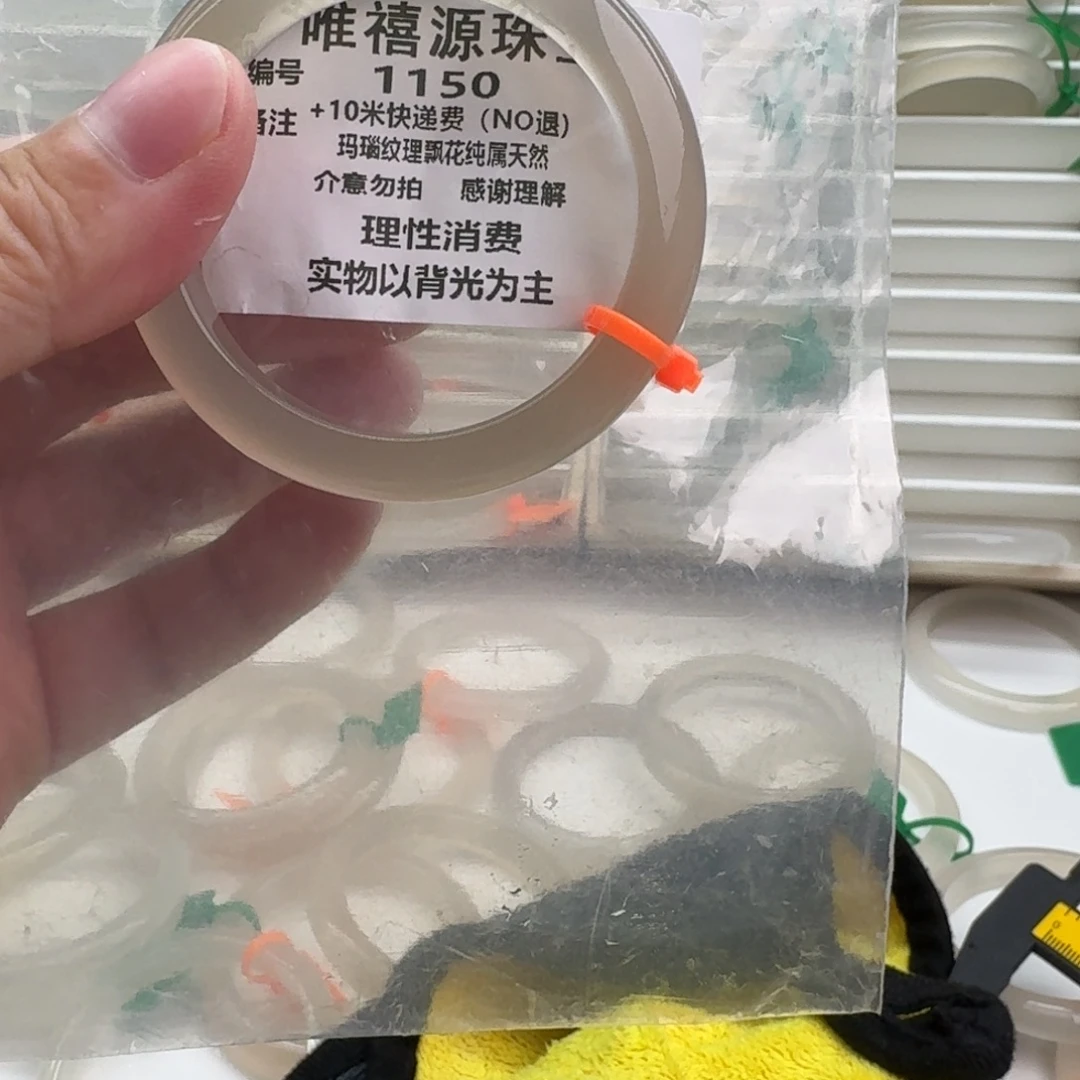 唯禧源珠
编号 1150
备注 +10米快递费（NO退）
玛瑙纹理飘花纯属天然
介意勿拍 感谢理解
理性消费
实物以背光为主